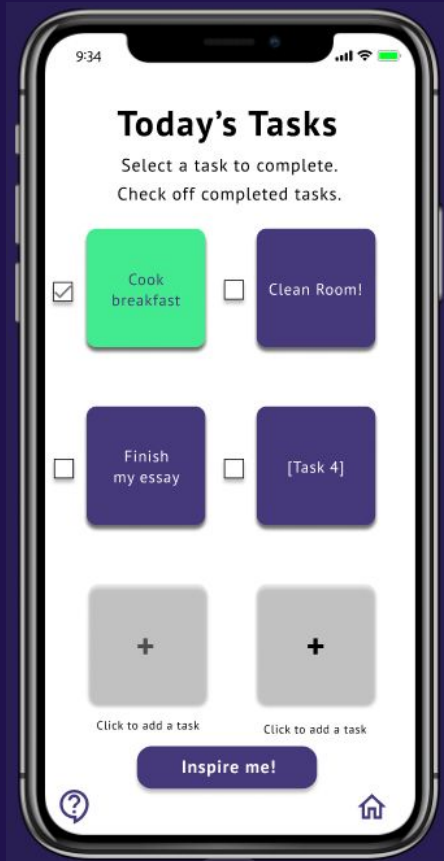 9:34
Today's Tasks
Select a task to complete.
Check off completed tasks.
Cook
breakfast
Clean Room!
Finish
my essay
[Task 4]
+
+
Click to add a task
Click to add a task
Inspire me!
?